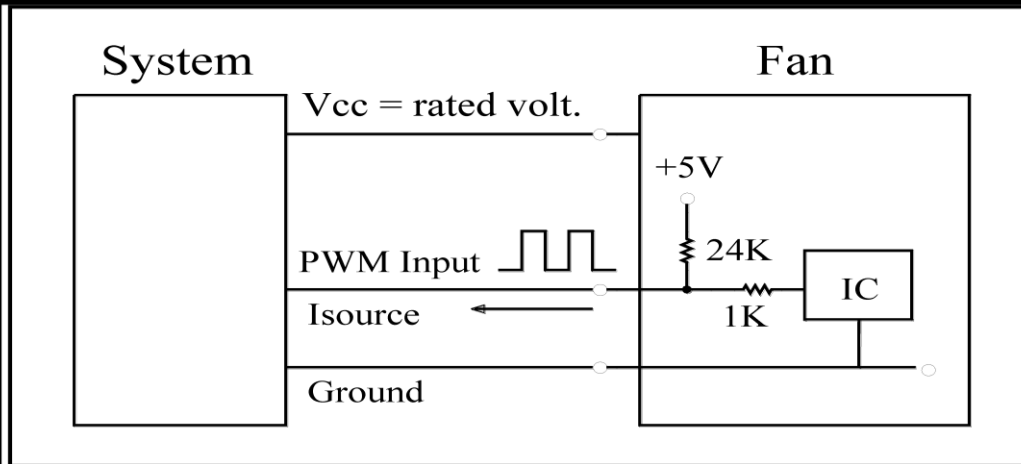 System
Fan
Vcc = rated volt.
+5V
24K
PWM Input
IC
1K
Isource
Ground